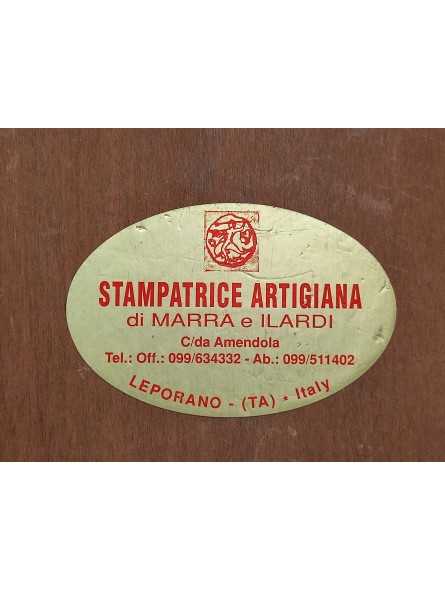 STAMPATRICE ARTIGIANA
di MARRA e ILARDI
C/da Amendola
Tel.: Off.: 099/634332 - Ab.: 099/511402
LEPORANO - (TA) • Italy